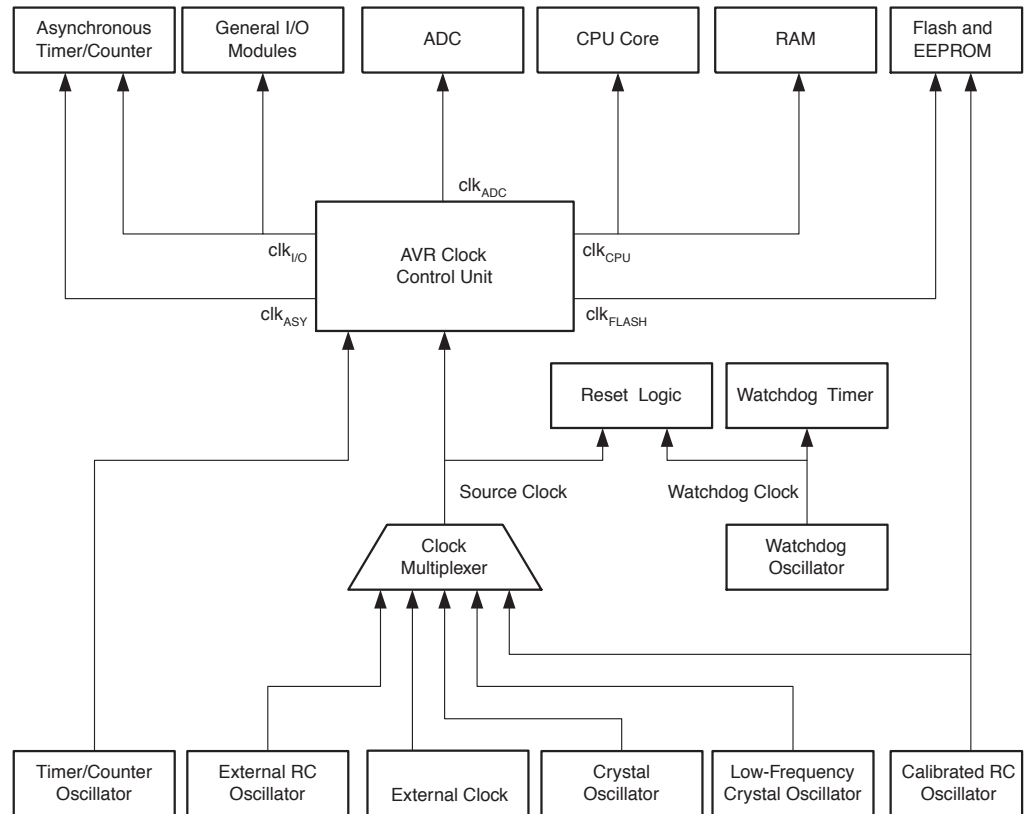 Asynchronous
Timer/Counter
General I/O
Modules
ADC
CPU Core
RAM
Flash and
EEPROM
clkADC
clkI/O
AVR Clock
Control Unit
clkCPU
clkASY
clkFLASH
Reset Logic
Watchdog Timer
Source Clock
Watchdog Clock
Clock
Multiplexer
Watchdog
Oscillator
Timer/Counter
Oscillator
External RC
Oscillator
External Clock
Crystal
Oscillator
Low-Frequency
Crystal Oscillator
Calibrated RC
Oscillator